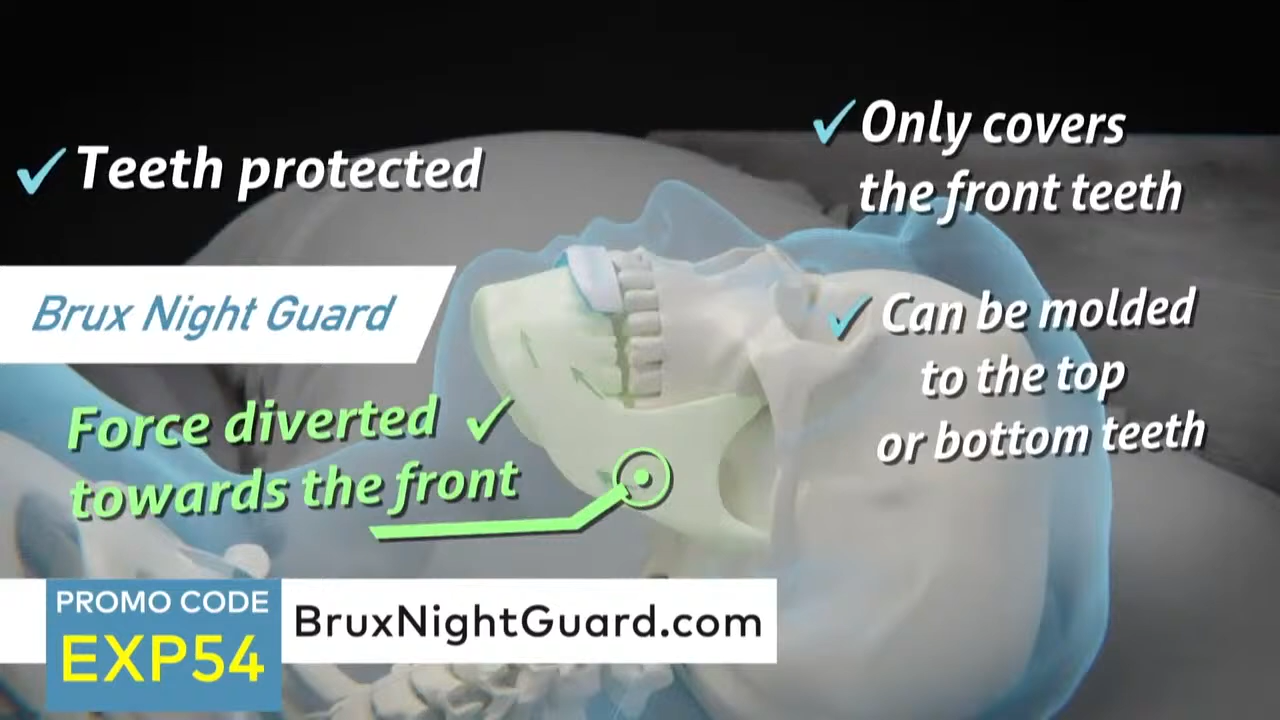 Teeth protected
Only covers
the front teeth
Brux Night Guard
Can be molded
to the top
or bottom teeth
Force diverted
towards the front
PROMO CODE
EXP54
BruxNightGuard.com